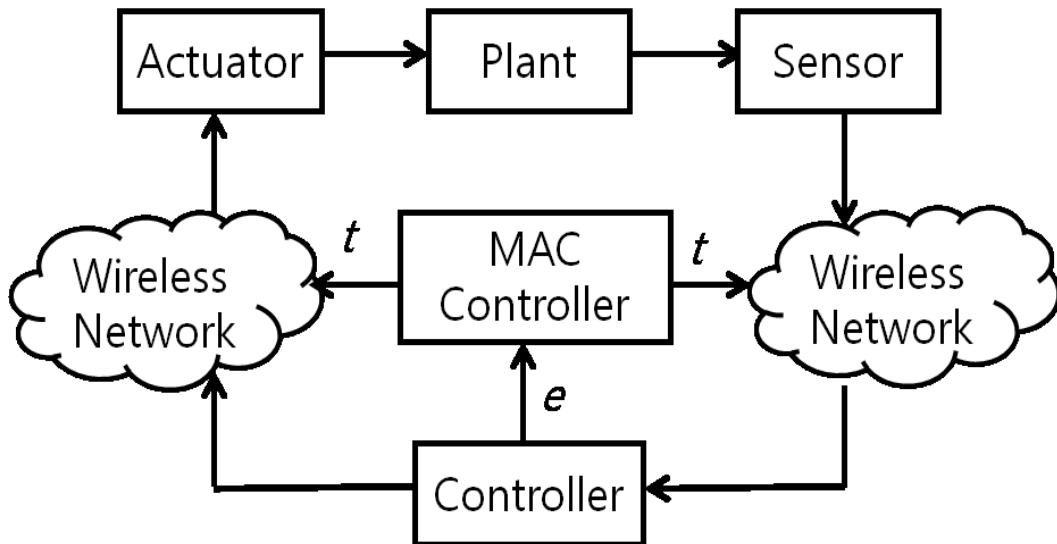 Actuator
Plant
Sensor
Wireless
Network
t
MAC
Controller
t
Wireless
Network
e
Controller